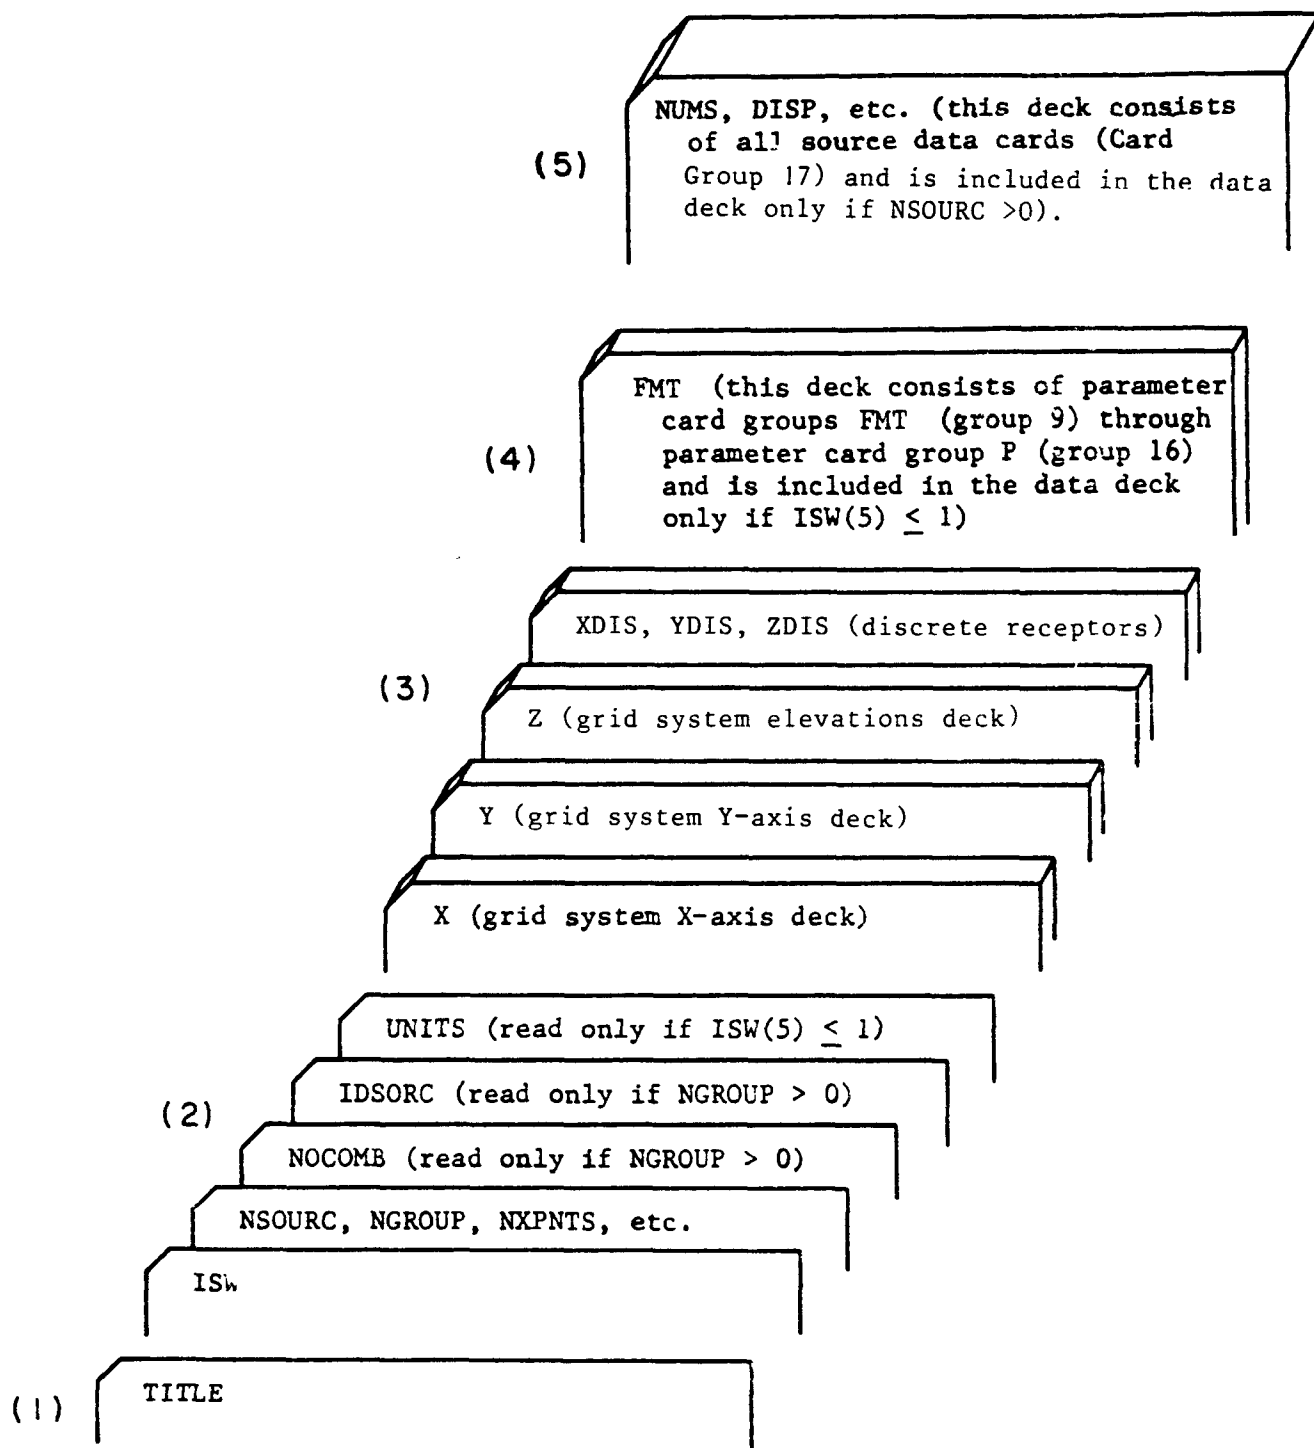 NUMS, DISP, etc. (this deck consists
of all source data cards (Card
(5)
Group 17) and is included in the data
deck only if NSOURC >0).
FMT (this deck consists of parameter
card groups FMT (group 9) through
(4)
parameter card group P (group 16)
and is included in the data deck
only if ISW(5) ≤ 1)
XDIS, YDIS, ZDIS (discrete receptors)
(3)
Z (grid system elevations deck)
Y (grid system Y-axis deck)
X (grid system X-axis deck)
UNITS (read only if ISW(5) ≤ 1)
IDSORC (read only if NGROUP > 0)
(2)
NOCOMB (read only if NGROUP > 0)
NSOURC, NGROUP, NXPNTS, etc.
ISW
TITLE
(1)